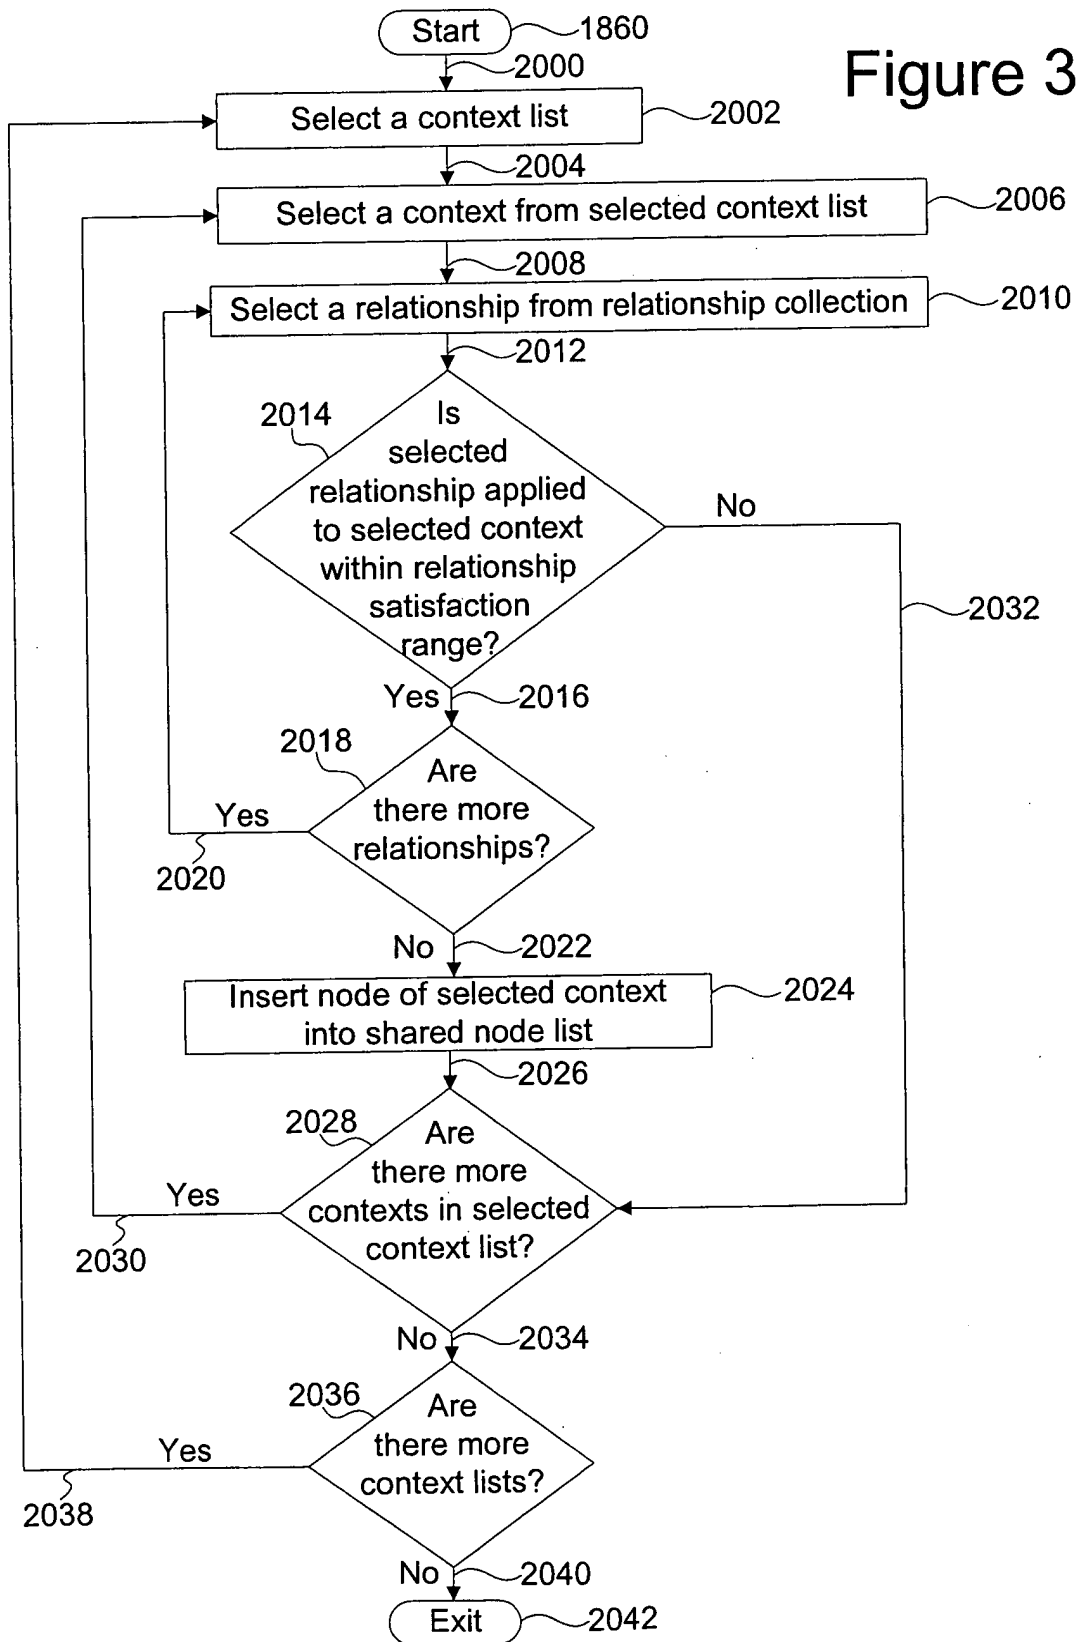 Start
1860
Figure 3
2000
Select a context list
2002
2004
Select a context from selected context list
2006
2008
Select a relationship from relationship collection
2010
2012
2014
Is
selected
relationship applied
to selected context
within relationship
satisfaction
range?
No
2032
Yes
2016
2018
Are
there more
relationships?
Yes
2020
No
2022
Insert node of selected context
into shared node list
2024
2026
2028
Are
there more
contexts in selected
context list?
Yes
2030
No
2034
2036
Are
there more
context lists?
Yes
2038
No
2040
Exit
2042